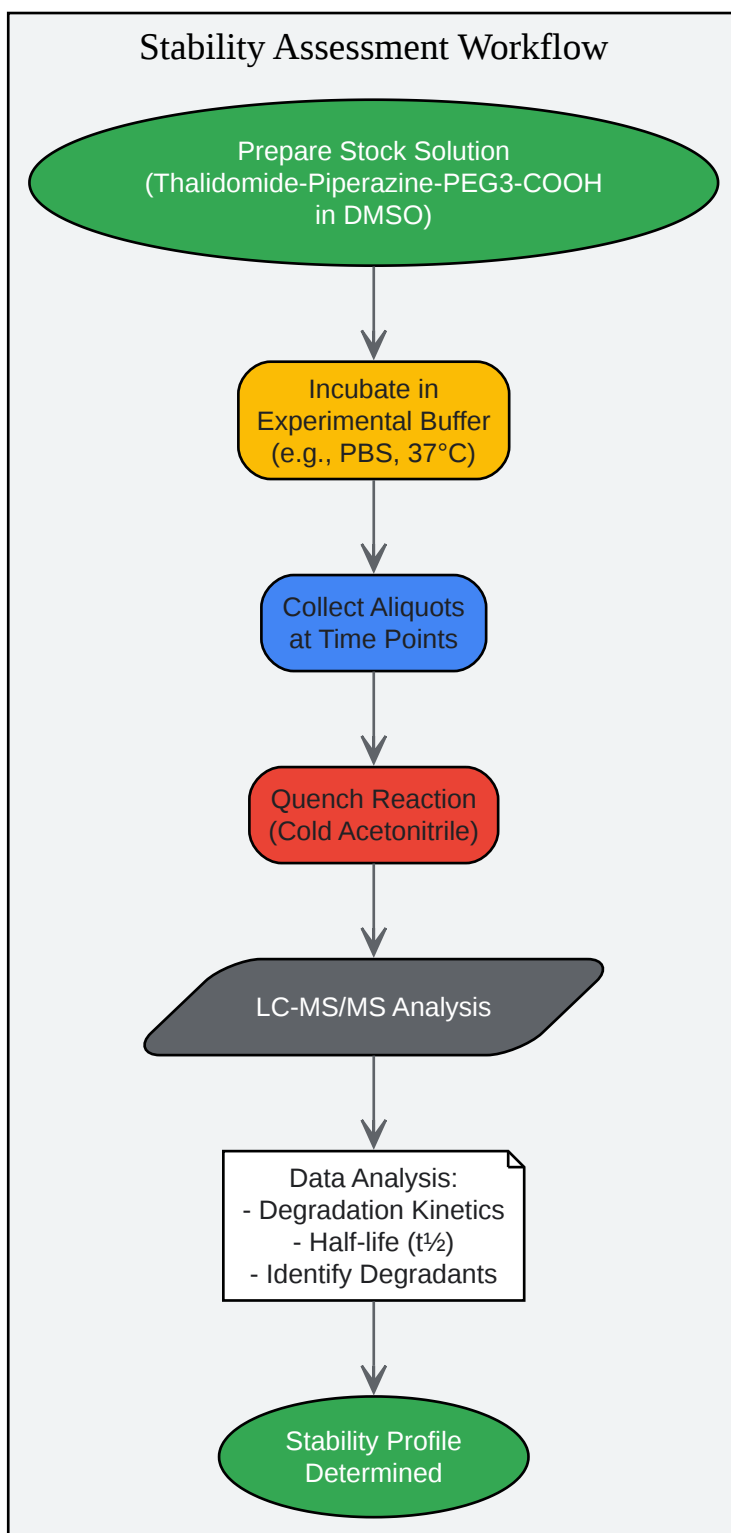 Stability Assessment Workflow
Prepare Stock Solution
(Thalidomide-Piperazine-PEG3-COOH
in DMSO)
Incubate in
Experimental Buffer
(e.g., PBS, 37°C)
Collect Aliquots
at Time Points
Quench Reaction
(Cold Acetonitrile)
LC-MS/MS Analysis
Data Analysis:
- Degradation Kinetics
- Half-life (t½)
- Identify Degradants
Stability Profile
Determined